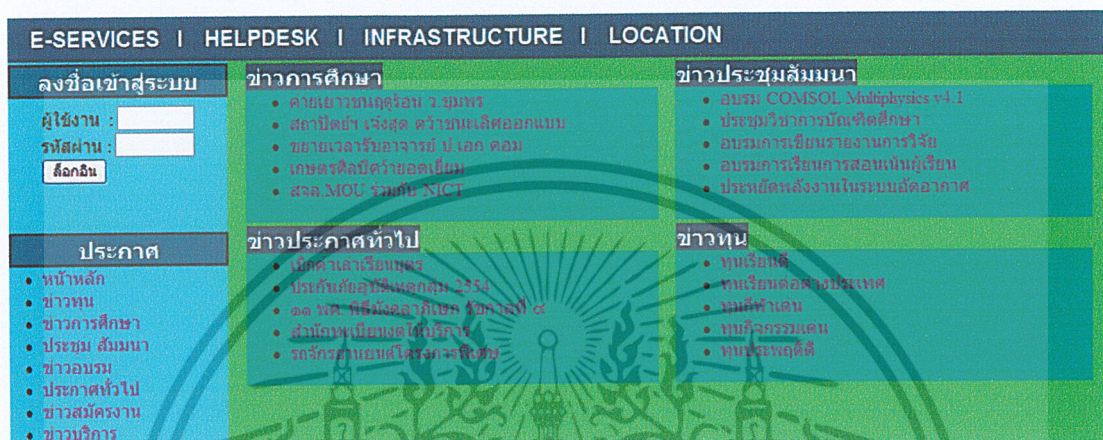 E-SERVICES I HELPDESK I INFRASTRUCTURE I LOCATION
ลงชื่อเข้าสู่ระบบ
ผู้ใช้งาน :
รหัสผ่าน :
ล็อกอิน
ประกาศ
หน้าหลัก
ข่าวทุน
ข่าวการศึกษา
ประชุม สัมมนา
ข่าวอบรม
ประกาศทั่วไป
ข่าวสมัครงาน
ข่าวบริการ
ข่าวการศึกษา
ค่ายเยาวชนฤดูร้อน ว.ชุมพร
สถาปัตย์ฯ เจ๋งสุด คว้าชนะเลิศออกแบบ
ขยายเวลารับอาจารย์ ป.เอก คอม
เกษตรศิลป์คว้ายอดเยี่ยม
สจล.MOU ร่วมกับ NICT
ข่าวประชุมสัมมนา
อบรม COMSOL Multiphysics v4.1
ประชุมวิชาการบัณฑิตศึกษา
อบรมการเขียนรายงานการวิจัย
อบรมการเรียนการสอนเน้นผู้เรียน
ประหยัดพลังงานในระบบอัดอากาศ
ข่าวประกาศทั่วไป
เบิกค่าเล่าเรียนบุตร
ประกันภัยอุบัติเหตุกลุ่ม 2554
๑๑ พค. พิธีมังคลาภิเษก รัชกาลที่ ๙
สำนักทะเบียนงดให้บริการ
รถจักรยานยนต์โครงการพิเศษ
ข่าวทุน
ทุนเรียนดี
ทุนเรียนต่อต่างประเทศ
ทุนกีฬาเด่น
ทุนกิจกรรมเด่น
ทุนประพฤติดี